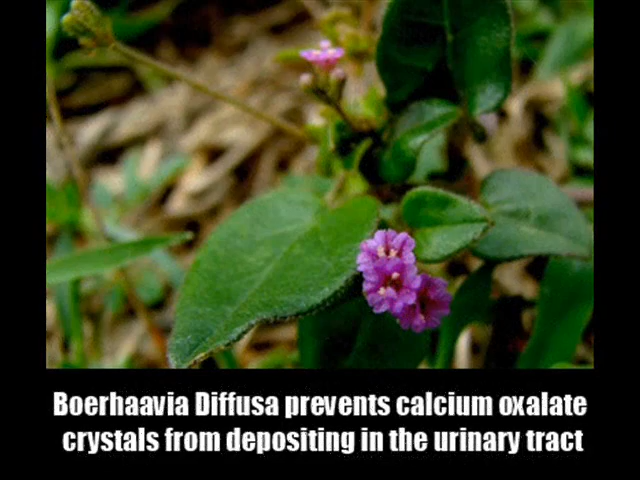 Boerhaavia Diffusa prevents calcium oxalate
crystals from depositing in the urinary tract